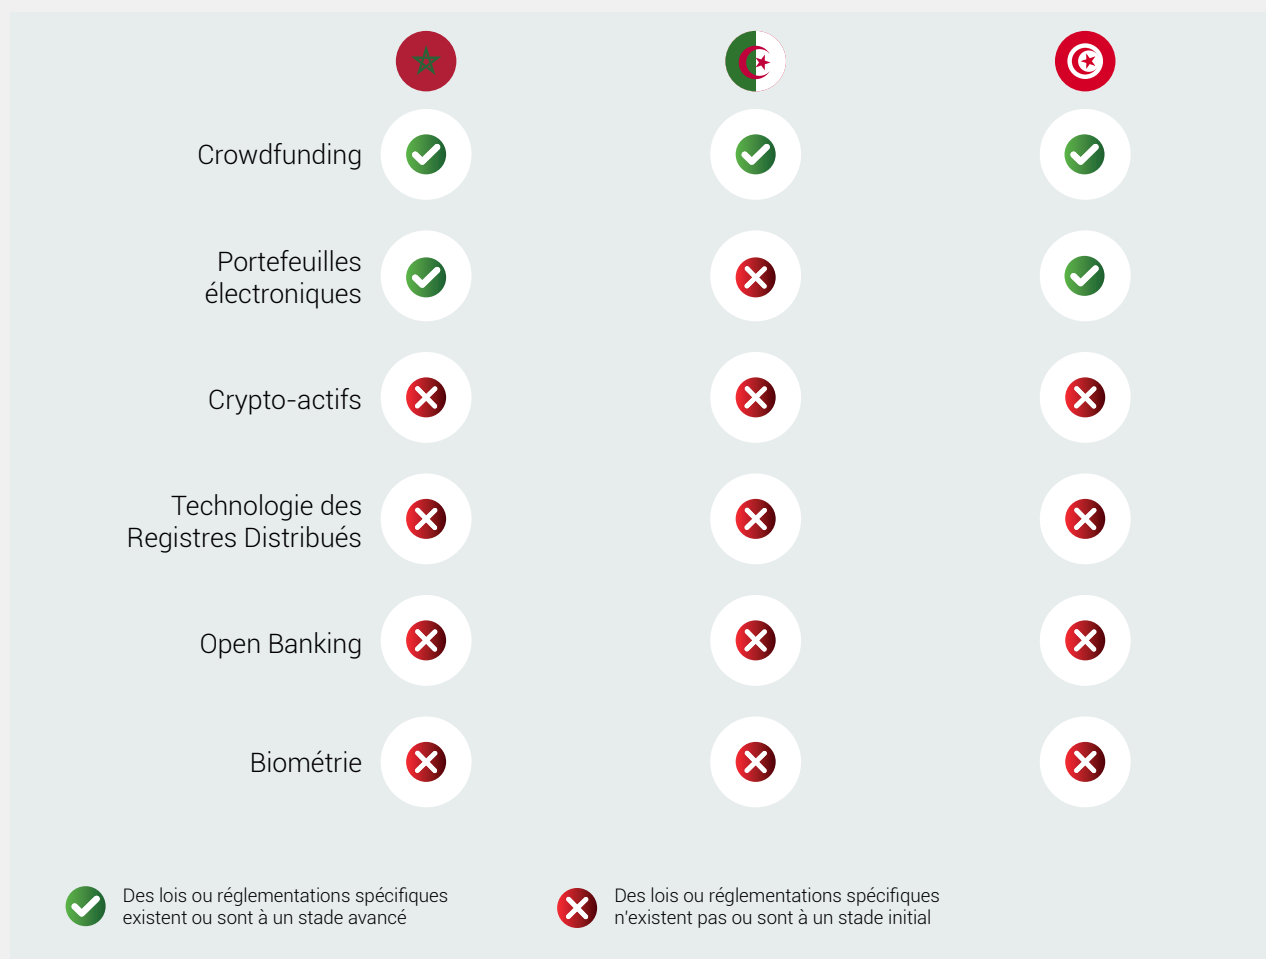 Crowdfunding
Portefeuilles
électroniques
Crypto-actifs
Technologie des
Registres Distribués
Open Banking
Biométrie
Des lois ou réglementations spécifiques
existent ou sont à un stade avancé
Des lois ou réglementations spécifiques
n'existent pas ou sont à un stade initial